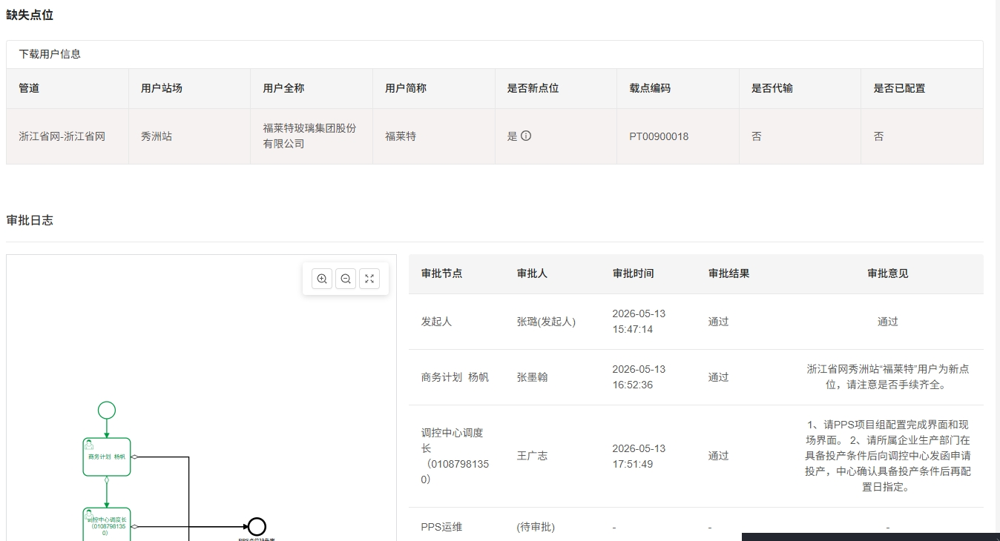 缺失点位
下载用户信息
管道 用户站场 用户全称 用户简称 是否新点位 载点编码 是否代输 是否已配置
浙江省网-浙江省网 秀洲站 福莱特玻璃集团股份 福莱特 是 PT00900018 否 否
有限公司
审批日志
审批节点 审批人 审批时间 审批结果 审批意见
发起人 张璐(发起人) 2026-05-13 通过 通过
15:47:14
商务计划 杨帆 张墨翰 2026-05-13 通过 浙江省网秀洲站“福莱特”用户为新点
16:52:36 位，请注意是否手续齐全。
调控中心调度 1、请PPS项目组配置完成界面和现
长 2026-05-13 场界面。 2、请所属企业生产部门在
（0108798135 王广志 通过 具备投产条件后向调控中心发函申请
0） 17:51:49 投产，中心确认具备投产条件后再配
置日指定。
PPS运维 (待审批) - - -
商务计划 杨帆
调控中心调度长
（0108798135
0）